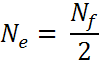 N_e = N_f / 2